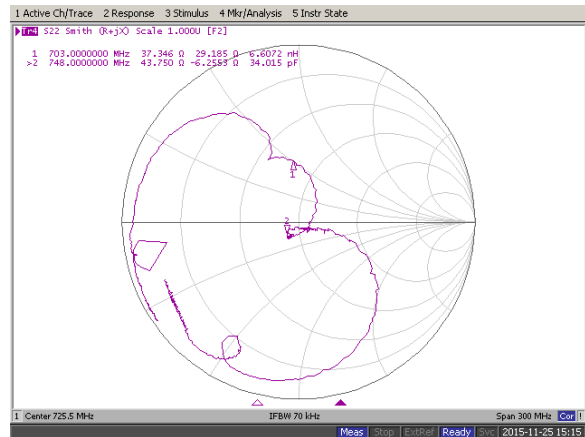 1 Active Ch/Trace 2 Response 3 Stimulus 4 Mkr/Analysis 5 Instr State
Tr4 S22 Smith (R+jX) Scale 1.000U [F2]
1 703.0000000 MHz 37.346 Ω 29.185 Ω 6.6072 nH
>2 748.0000000 MHz 43.750 Ω -6.2553 Ω 34.015 pF
1
2
1 Center 725.5 MHz IFBW 70 kHz Span 300 MHz Cor !
Meas Stop ExtRef Ready Svc 2015-11-25 15:15